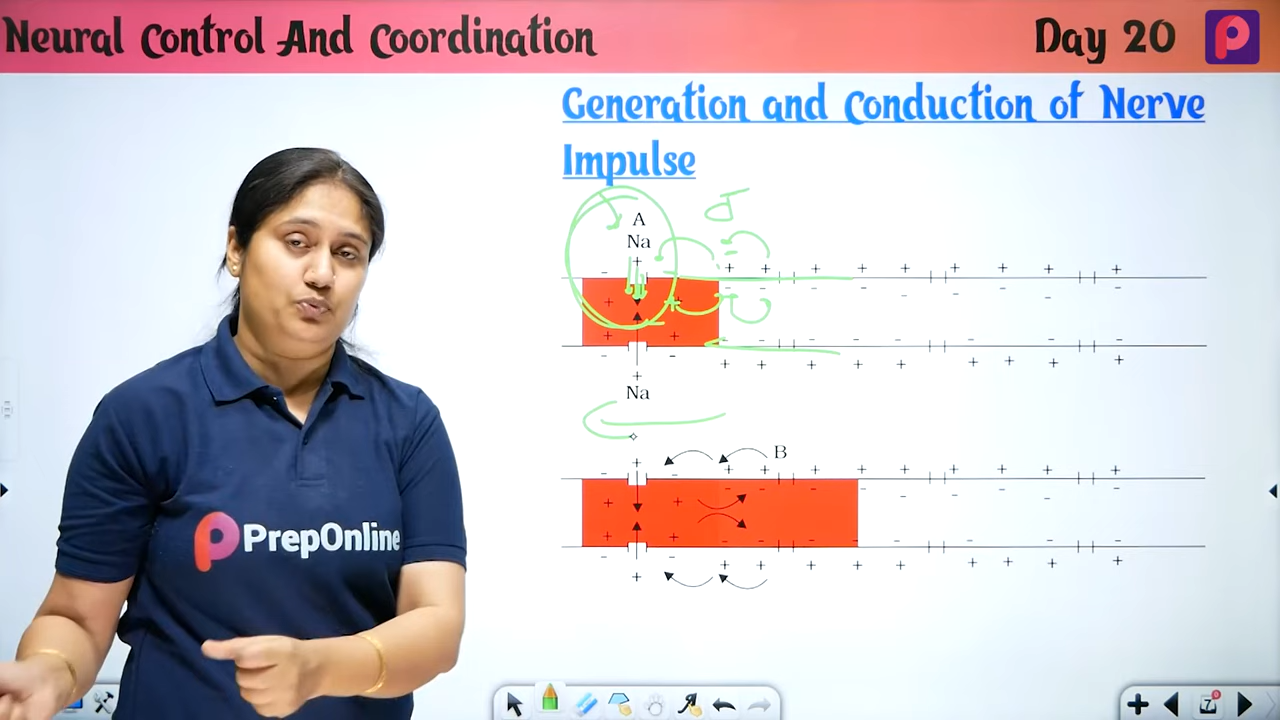 Neural Control And Coordination
Day 20
Generation and Conduction of Nerve
Impulse
A
Na
+
- + + + + + + + + +
- - - - - - - - -
+ +
+ + - - - - - - - -
- - + + + + + + + + +
+
Na
B
+
- - + + + + + + + + +
+ + - - - - - - - - -
+ + - - - - - - - - -
- - + + + + + + + + +
+
PrepOnline